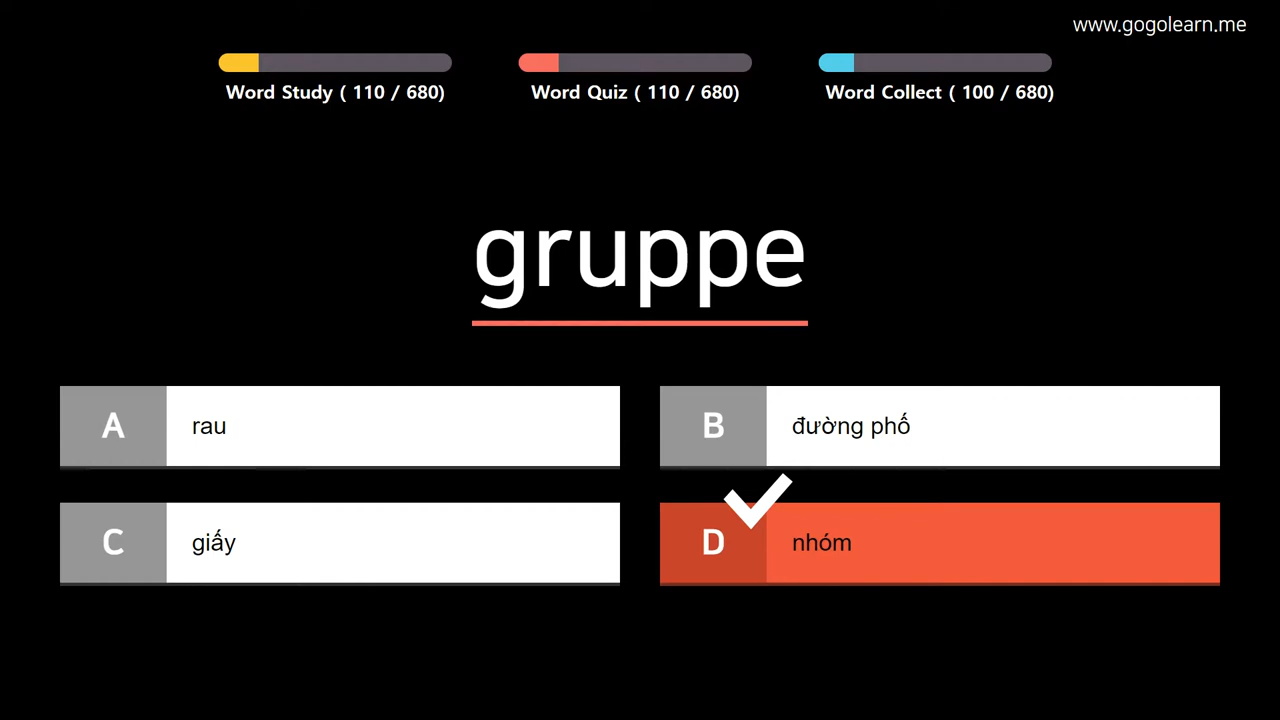 www.gogolearn.me
Word Study ( 110 / 680)
Word Quiz ( 110 / 680)
Word Collect ( 100 / 680)
gruppe
A
rau
B
đường phố
C
giấy
D
nhóm